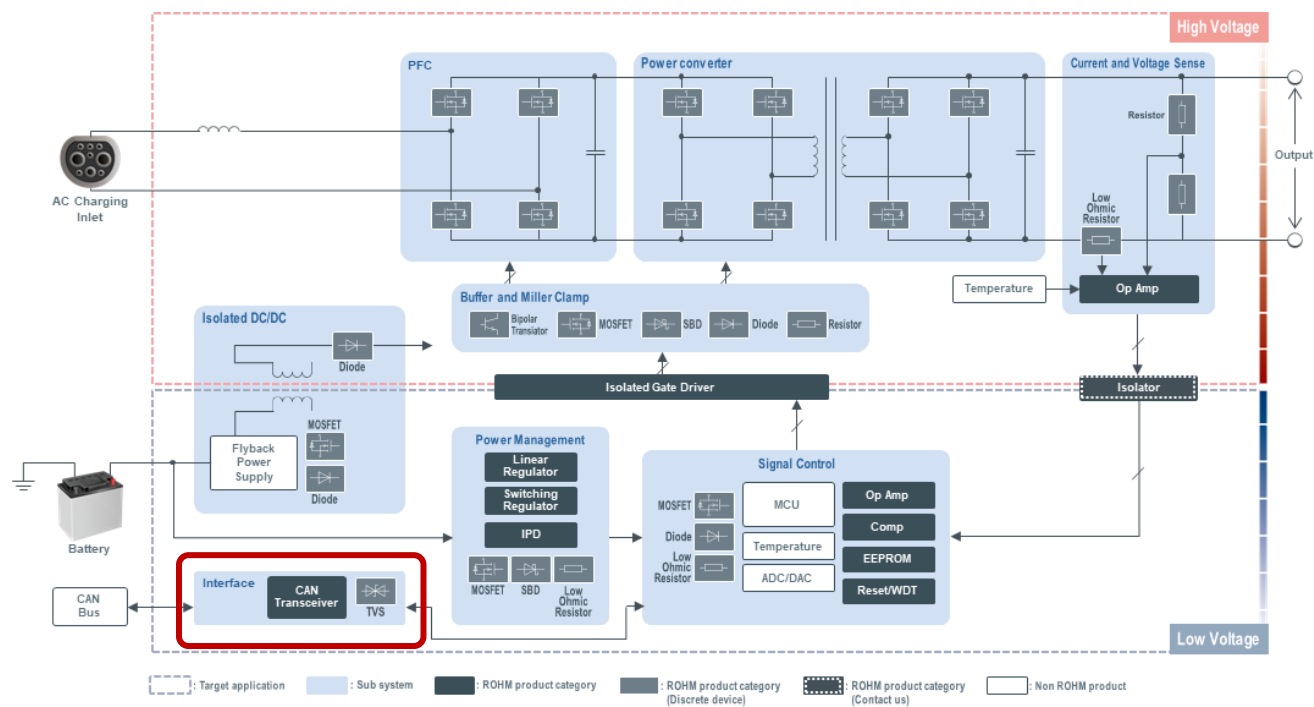 High Voltage
PFC
Power converter
Current and Voltage Sense
Resistor
Output
AC Charging
Inlet
Low
Ohmic
Resistor
Temperature
Op Amp
Buffer and Miller Clamp
Bipolar
Transiator
MOSFET
SBD
Diode
Resistor
Isolated DC/DC
Diode
Isolated Gate Driver
Isolator
MOSFET
Flyback
Power
Supply
Diode
Battery
Power Management
Linear
Regulator
Switching
Regulator
IPD
MOSFET
SBD
Low
Ohmic
Resistor
Signal Control
MOSFET
Diode
Low
Ohmic
Resistor
MCU
Temperature
ADC/DAC
Op Amp
Comp
EEPROM
Reset/WDT
CAN
Bus
Interface
CAN
Transceiver
TVS
Low Voltage
: Target application
: Sub system
: ROHM product category
: ROHM product category
(Discrete device)
: ROHM product category
(Contact us)
: Non ROHM product